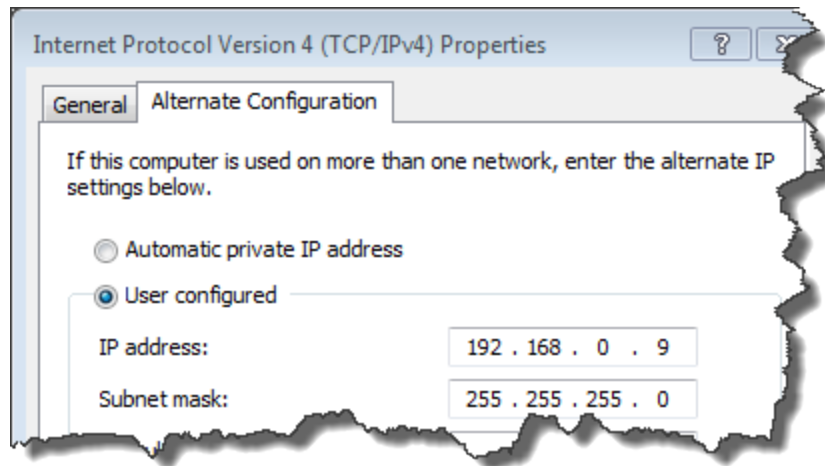 Internet Protocol Version 4 (TCP/IPv4) Properties
General Alternate Configuration
If this computer is used on more than one network, enter the alternate IP
settings below.
Automatic private IP address
User configured
IP address: 192 . 168 . 0 . 9
Subnet mask: 255 . 255 . 255 . 0